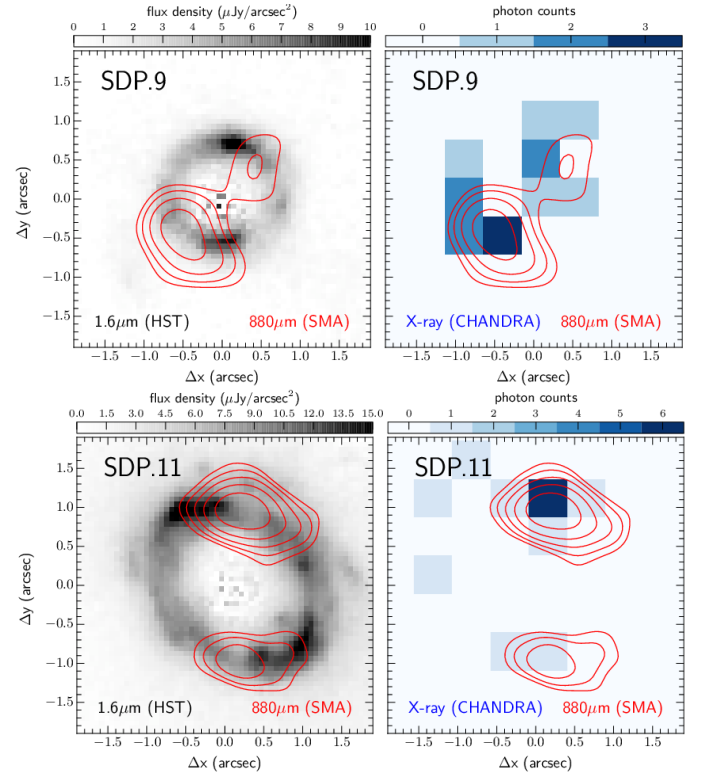 flux density (μJy/arcsec²) photon counts
0 1 2 3 4 5 6 7 8 9 10 0 1 2 3
SDP.9 SDP.9
1.5
1.0
0.5
0.0
−0.5
−1.0
−1.5
Δy (arcsec)
1.6μm (HST) 880μm (SMA) X-ray (CHANDRA) 880μm (SMA)
−1.5 −1.0 −0.5 0.0 0.5 1.0 1.5 −1.5 −1.0 −0.5 0.0 0.5 1.0 1.5
Δx (arcsec) Δx (arcsec)
flux density (μJy/arcsec²) photon counts
0.0 1.5 3.0 4.5 6.0 7.5 9.0 10.5 12.0 13.5 15.0 0 1 2 3 4 5 6
SDP.11 SDP.11
1.5
1.0
0.5
0.0
−0.5
−1.0
−1.5
Δy (arcsec)
1.6μm (HST) 880μm (SMA) X-ray (CHANDRA) 880μm (SMA)
−1.5 −1.0 −0.5 0.0 0.5 1.0 1.5 −1.5 −1.0 −0.5 0.0 0.5 1.0 1.5
Δx (arcsec) Δx (arcsec)